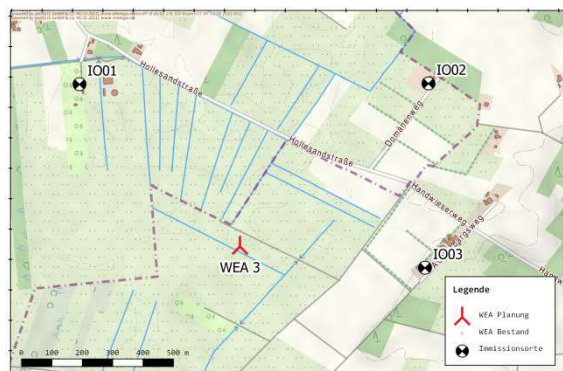 IO01
IO02
Hollesandstraße
Domänenweg
Hollesandstraße
Handwieserweg
IO03
WEA 3
Legende
WEA Planung
WEA Bestand
Immissionsorte
0 100 200 300 400 500 m